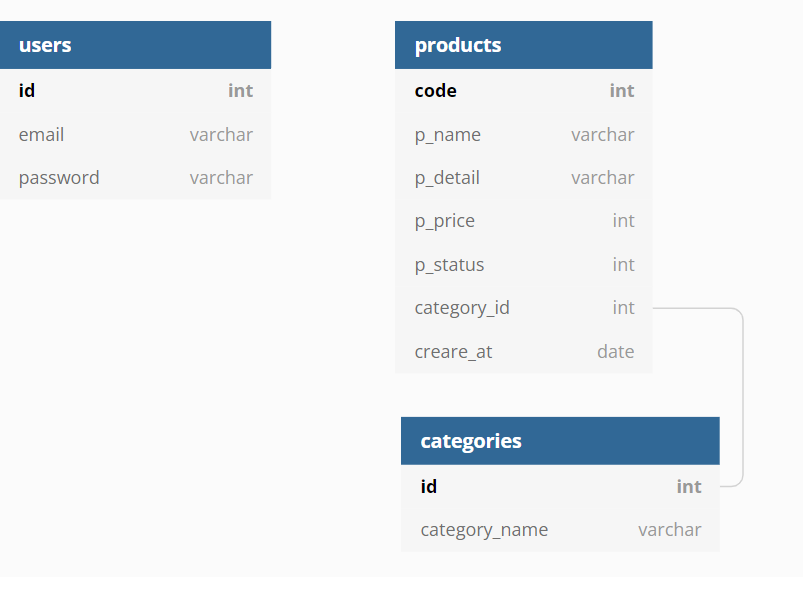 users
id int
email varchar
password varchar
products
code int
p_name varchar
p_detail varchar
p_price int
p_status int
category_id int
creare_at date
categories
id int
category_name varchar